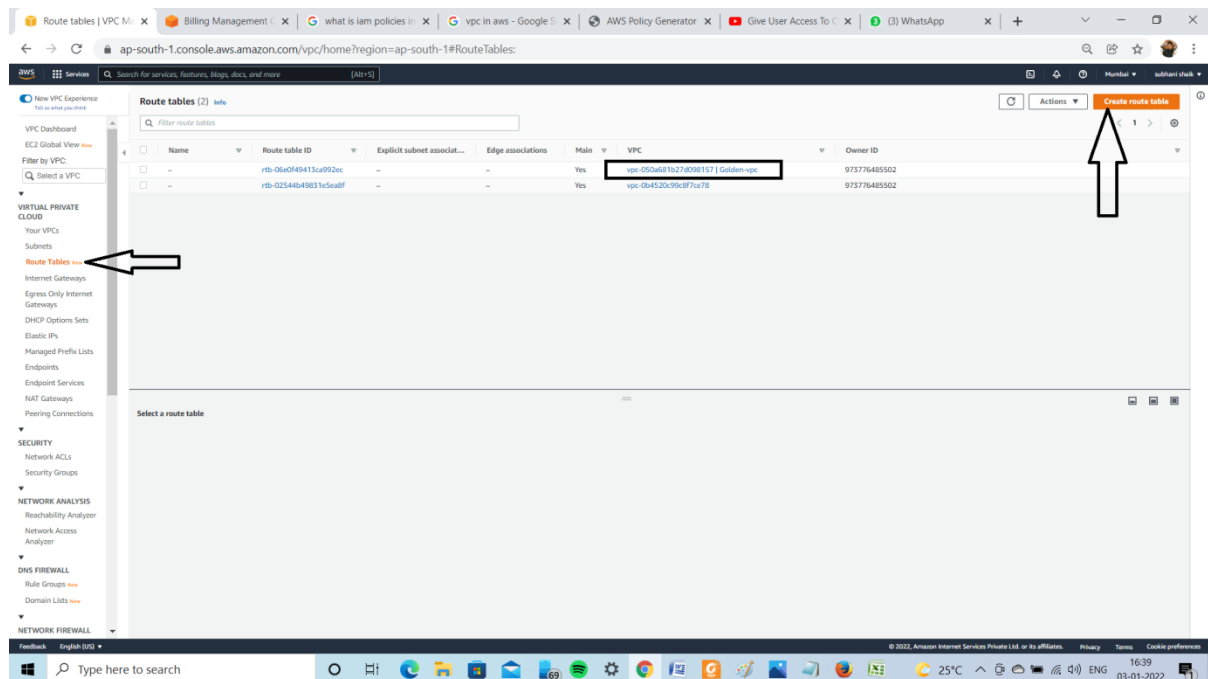 Route tables | VPC Ma
Billing Management C
what is iam policies in
vpc in aws - Google S
AWS Policy Generator
Give User Access To C
(3) WhatsApp
ap-south-1.console.aws.amazon.com/vpc/home?region=ap-south-1#RouteTables:
aws
Services
Search for services, features, blogs, docs, and more
[Alt+S]
Mumbai ▼
subhani shaik ▼
New VPC Experience
Tell us what you think
VPC Dashboard
EC2 Global View New
Filter by VPC:
Select a VPC
VIRTUAL PRIVATE
CLOUD
Your VPCs
Subnets
Route Tables New
Internet Gateways
Egress Only Internet
Gateways
DHCP Options Sets
Elastic IPs
Managed Prefix Lists
Endpoints
Endpoint Services
NAT Gateways
Peering Connections
SECURITY
Network ACLs
Security Groups
NETWORK ANALYSIS
Reachability Analyzer
Network Access
Analyzer
DNS FIREWALL
Rule Groups New
Domain Lists New
NETWORK FIREWALL
Route tables (2) Info
Actions ▼
Create route table
Filter route tables
1
Name Route table ID Explicit subnet associat... Edge associations Main VPC Owner ID
– rtb-06e0f49413ca992ec – – Yes vpc-050a681b27d098157 | Golden-vpc 973776485502
– rtb-02544b49831e5ea8f – – Yes vpc-0b4520c99c8f7ce78 973776485502
Select a route table
Feedback English (US) ▼
© 2022, Amazon Internet Services Private Ltd. or its affiliates. Privacy Terms Cookie preferences
Type here to search
69
25°C
ENG
16:39
03-01-2022
1